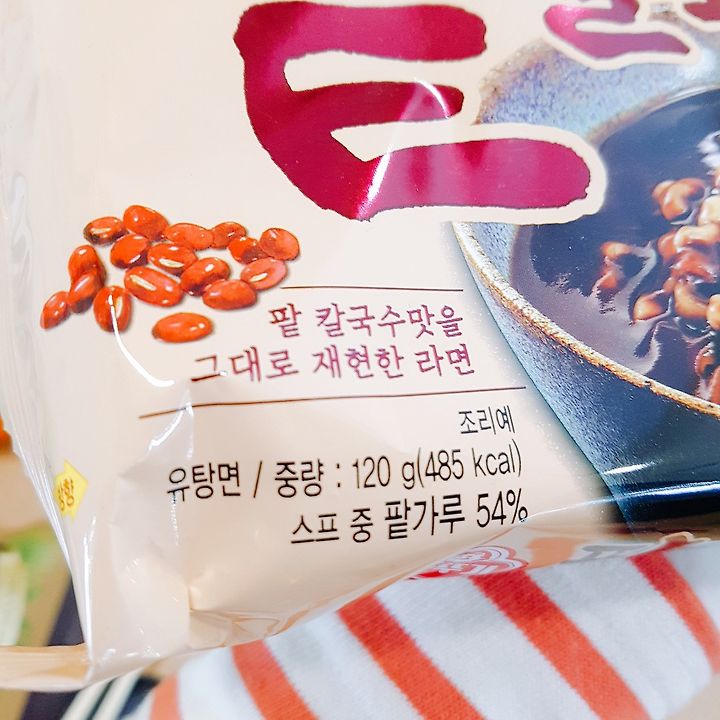 팥 칼국수맛을
그대로 재현한 라면
조리예
유탕면 / 중량 : 120 g(485 kcal)
스프 중 팥가루 54%